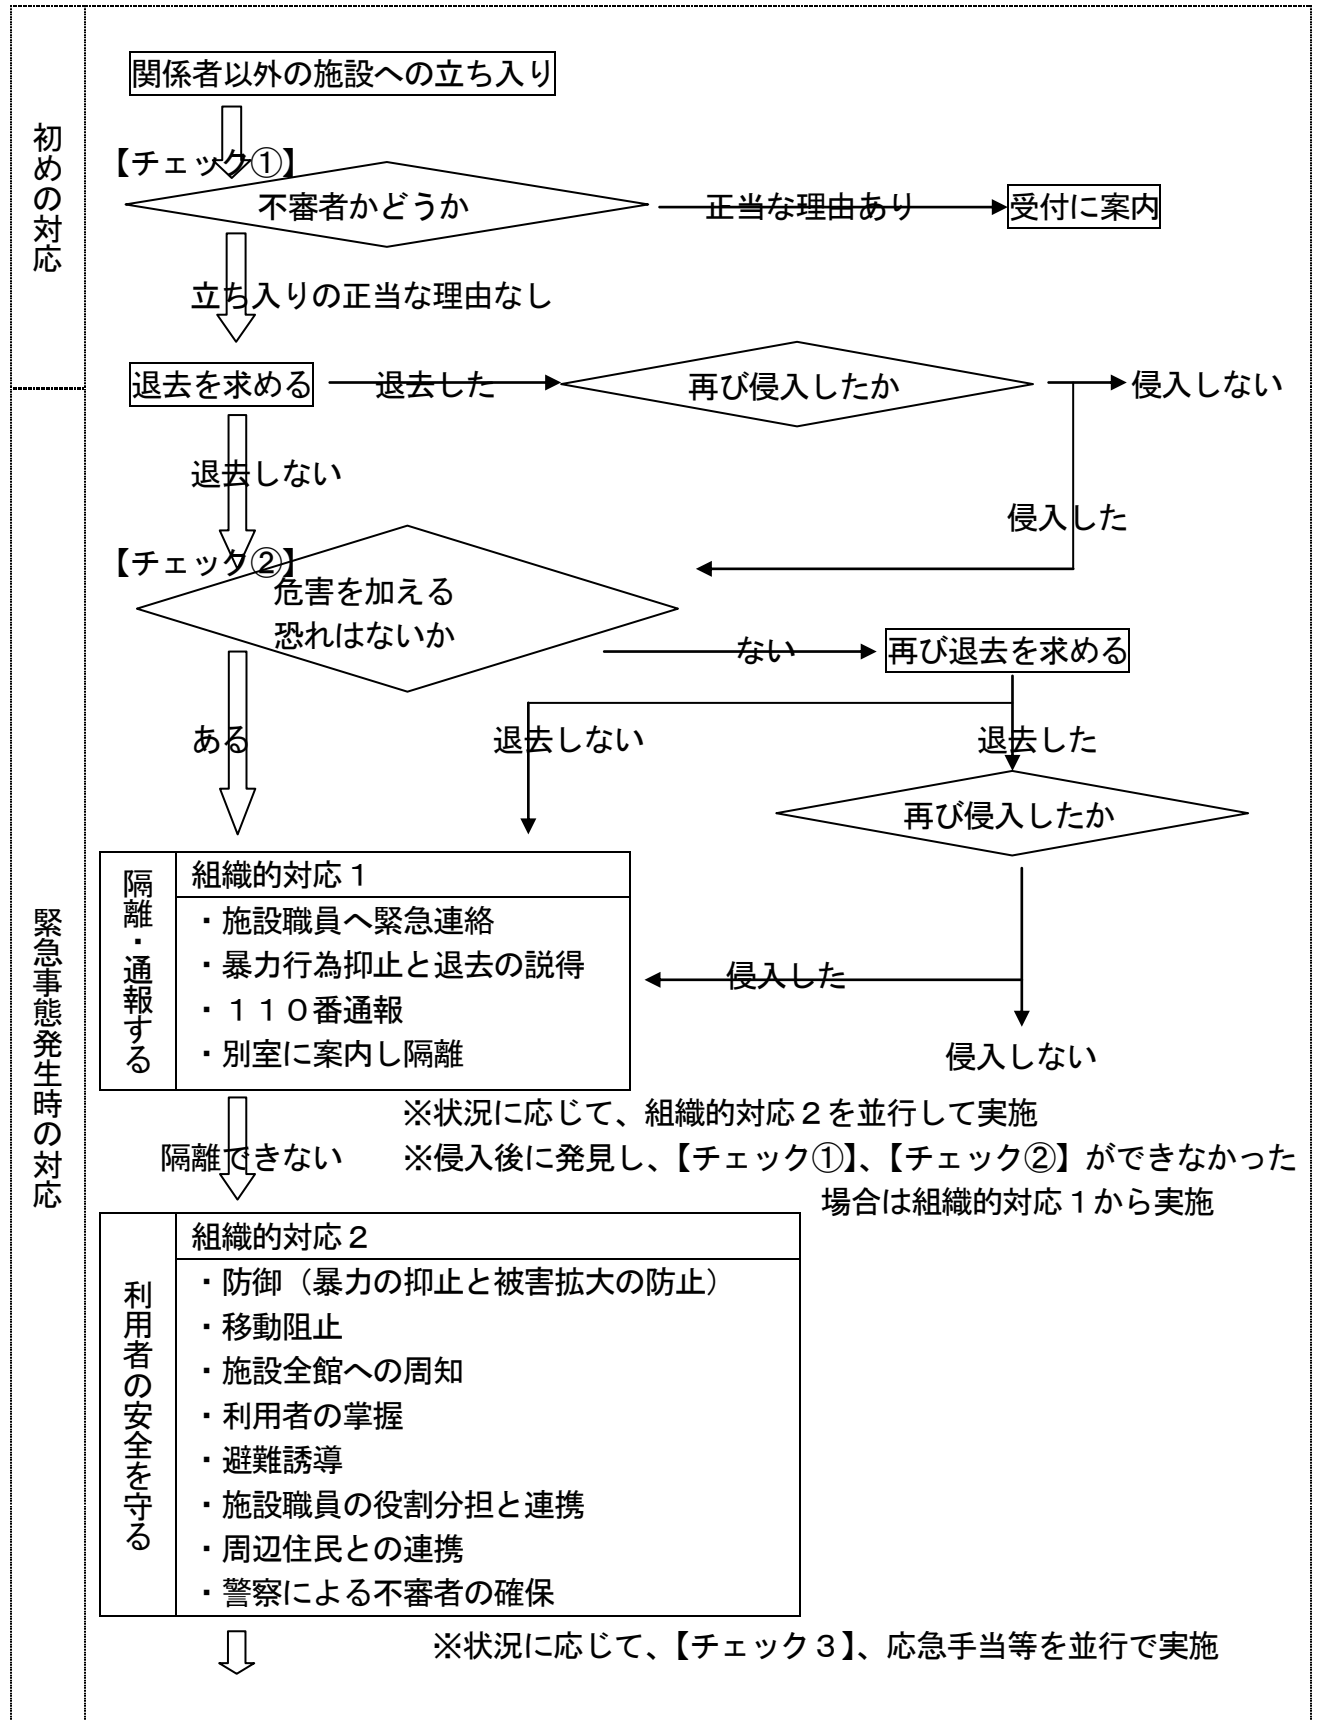 初めの対応
関係者以外の施設への立ち入り
【チェック①】
不審者かどうか
正当な理由あり
受付に案内
立ち入りの正当な理由なし
退去を求める
退去した
再び侵入したか
侵入しない
退去しない
侵入した
緊急事態発生時の対応
【チェック②】
危害を加える
恐れはないか
ない
再び退去を求める
ある
退去しない
退去した
再び侵入したか
隔離・通報する
組織的対応１
・施設職員へ緊急連絡
・暴力行為抑止と退去の説得
・１１０番通報
・別室に案内し隔離
侵入した
侵入しない
※状況に応じて、組織的対応２を並行して実施
隔離できない
※侵入後に発見し、【チェック①】、【チェック②】ができなかった
場合は組織的対応１から実施
利用者の安全を守る
組織的対応２
・防御（暴力の抑止と被害拡大の防止）
・移動阻止
・施設全館への周知
・利用者の掌握
・避難誘導
・施設職員の役割分担と連携
・周辺住民との連携
・警察による不審者の確保
※状況に応じて、【チェック３】、応急手当等を並行で実施